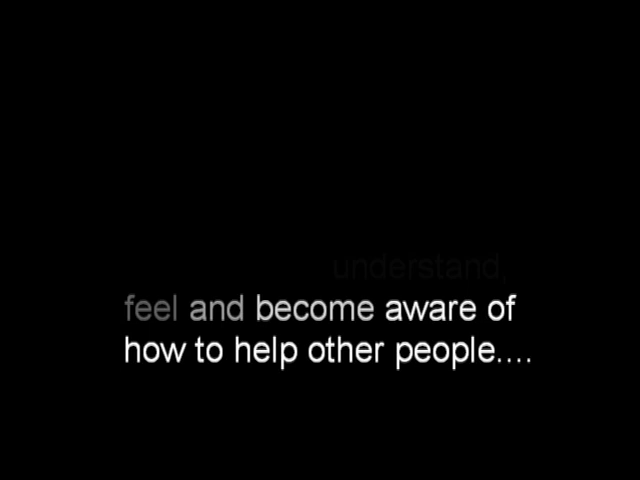 understand,
feel and become aware of
how to help other people....